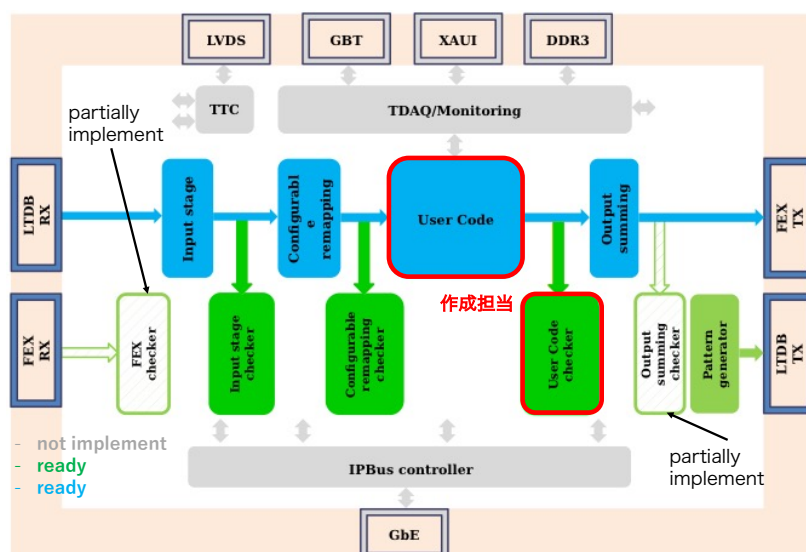 LVDS
GBT
XAUI
DDR3
partially
implement
TTC
TDAQ/Monitoring
LTDB
RX
Input stage
Configurabl
e
remapping
User Code
Output
summing
FEX
TX
作成担当
FEX
RX
FEX
checker
Input stage
checker
Configurable
remapping
checker
User Code
checker
Output
summing
checker
Pattern
generator
LTDB
TX
- not implement
- ready
- ready
IPBus controller
partially
implement
GbE